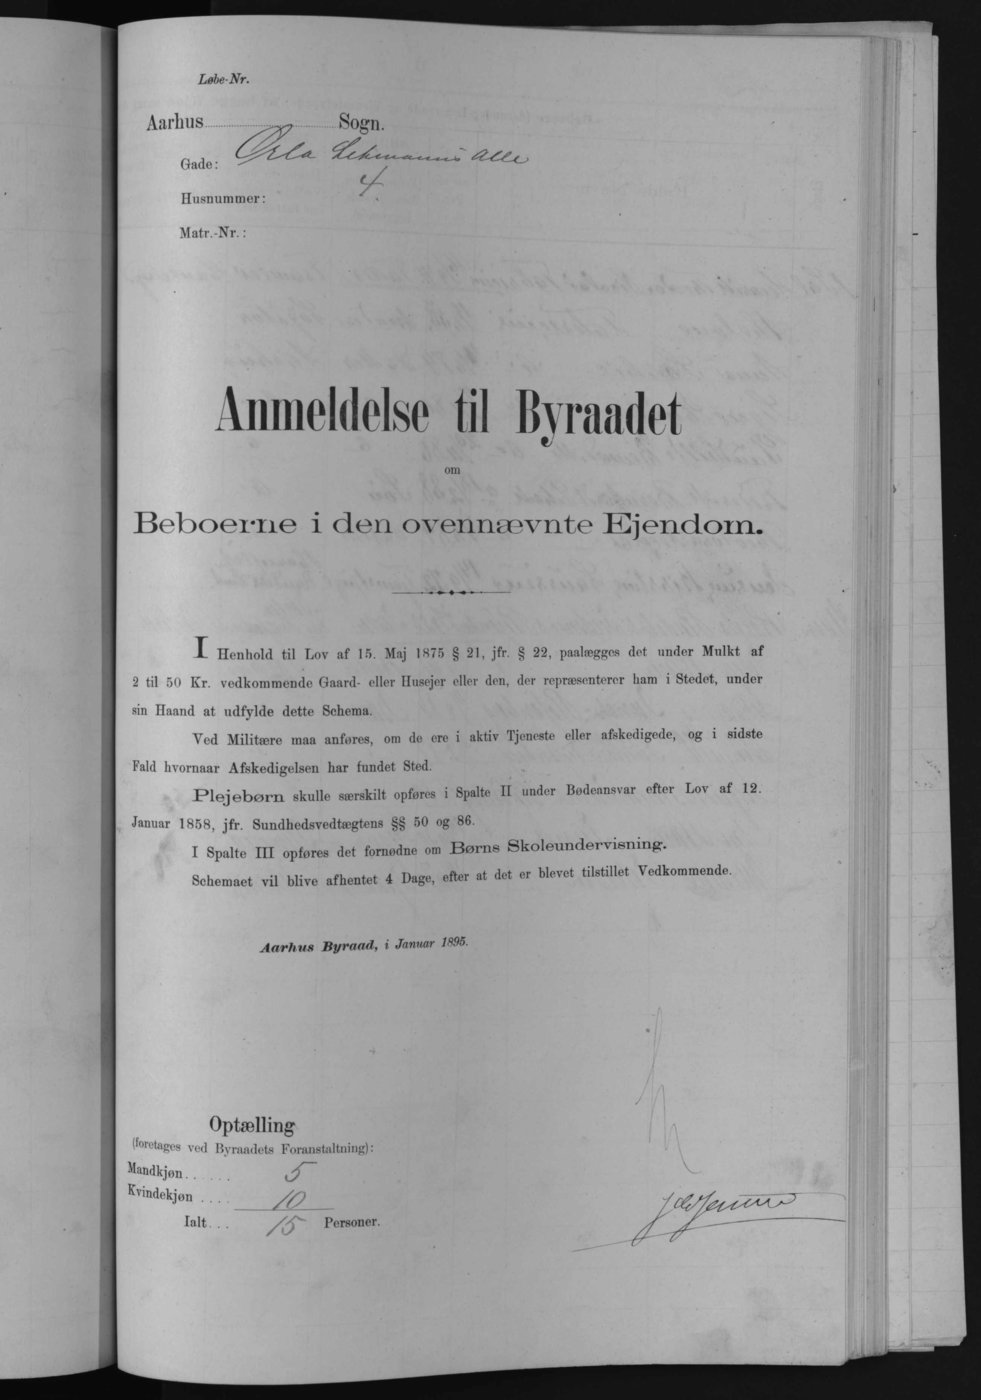 Løbe-Nr.
Aarhus Sogn.
Gade: Orla Lehmanns Alle
Husnummer: 4.
Matr.-Nr.:
Anmeldelse til Byraadet
om
Beboerne i den ovennævnte Ejendom.
I Henhold til Lov af 15. Maj 1875 § 21, jfr. § 22, paalægges det under Mulkt af
2 til 50 Kr. vedkommende Gaard- eller Husejer eller den, der repræsenterer ham i Stedet, under
sin Haand at udfylde dette Schema.
Ved Militære maa anføres, om de ere i aktiv Tjeneste eller afskedigede, og i sidste
Fald hvornaar Afskedigelsen har fundet Sted.
Plejebørn skulle særskilt opføres i Spalte II under Bødeansvar efter Lov af 12.
Januar 1858, jfr. Sundhedsvedtægtens §§ 50 og 86.
I Spalte III opføres det fornødne om Børns Skoleundervisning.
Schemaet vil blive afhentet 4 Dage, efter at det er blevet tilstillet Vedkommende.
Aarhus Byraad, i Januar 1895.
Optælling
(foretages ved Byraadets Foranstaltning):
Mandkjøn...... 5
Kvindekjøn .... 10
Ialt... 15 Personer.